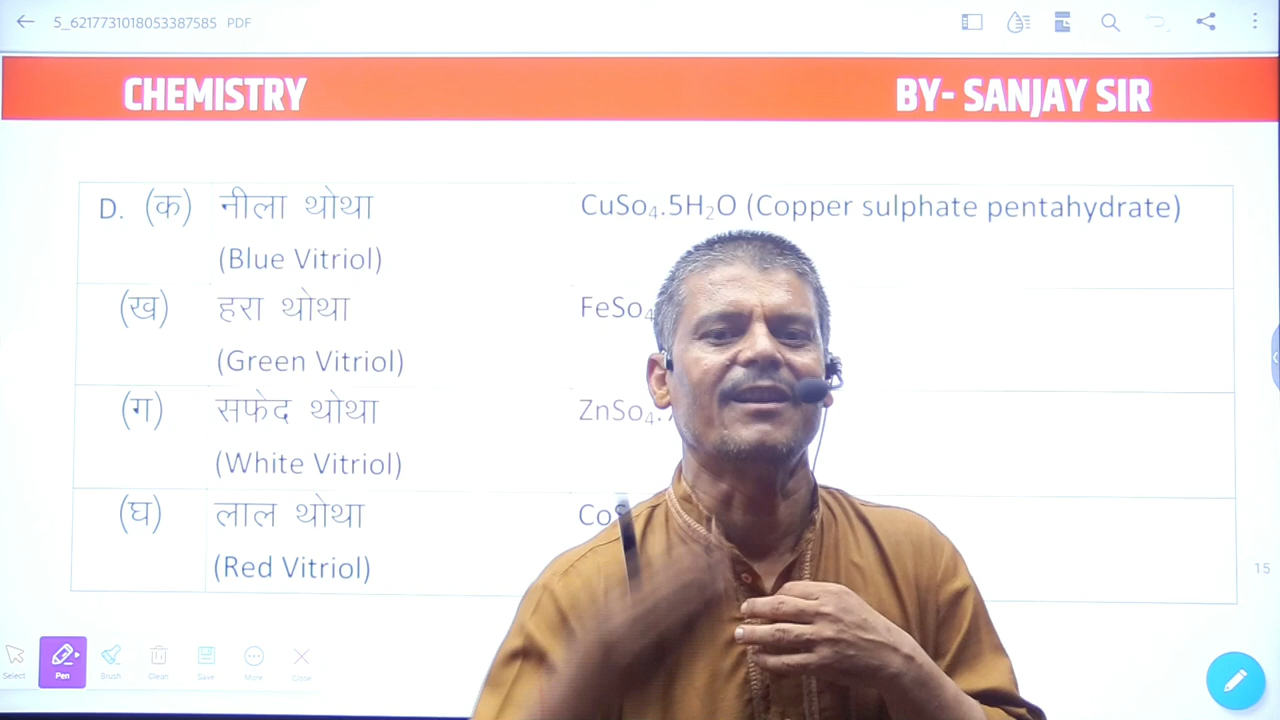 5_6217731018053387585 PDF
CHEMISTRY
BY- SANJAY SIR
D. (क) नीला थोथा CuSo₄.5H₂O (Copper sulphate pentahydrate)
(Blue Vitriol)
(ख) हरा थोथा FeSo₄
(Green Vitriol)
(ग) सफेद थोथा ZnSo₄.
(White Vitriol)
(घ) लाल थोथा Co
(Red Vitriol)
15
Select Pen Brush Clean Save More Close